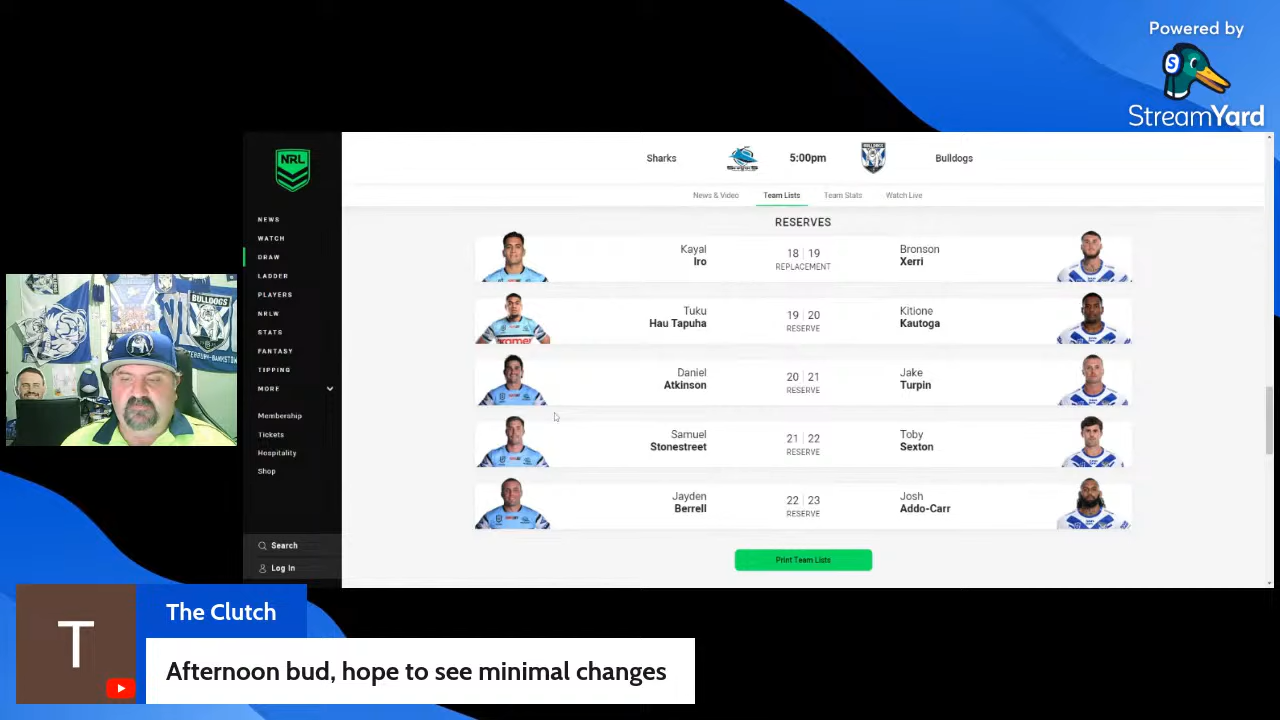 Powered by
StreamYard
NRL
NEWS
WATCH
DRAW
LADDER
PLAYERS
NRLW
STATS
FANTASY
TIPPING
MORE
Membership
Tickets
Hospitality
Shop
Search
Log In
Sharks 5:00pm Bulldogs
News & Video Team Lists Team Stats Watch Live
RESERVES
Kayal
Iro
18 | 19
REPLACEMENT
Bronson
Xerri
Tuku
Hau Tapuha
19 | 20
RESERVE
Kitione
Kautoga
Daniel
Atkinson
20 | 21
RESERVE
Jake
Turpin
Samuel
Stonestreet
21 | 22
RESERVE
Toby
Sexton
Jayden
Berrell
22 | 23
RESERVE
Josh
Addo-Carr
Print Team Lists
BULLDOGS
T
The Clutch
Afternoon bud, hope to see minimal changes